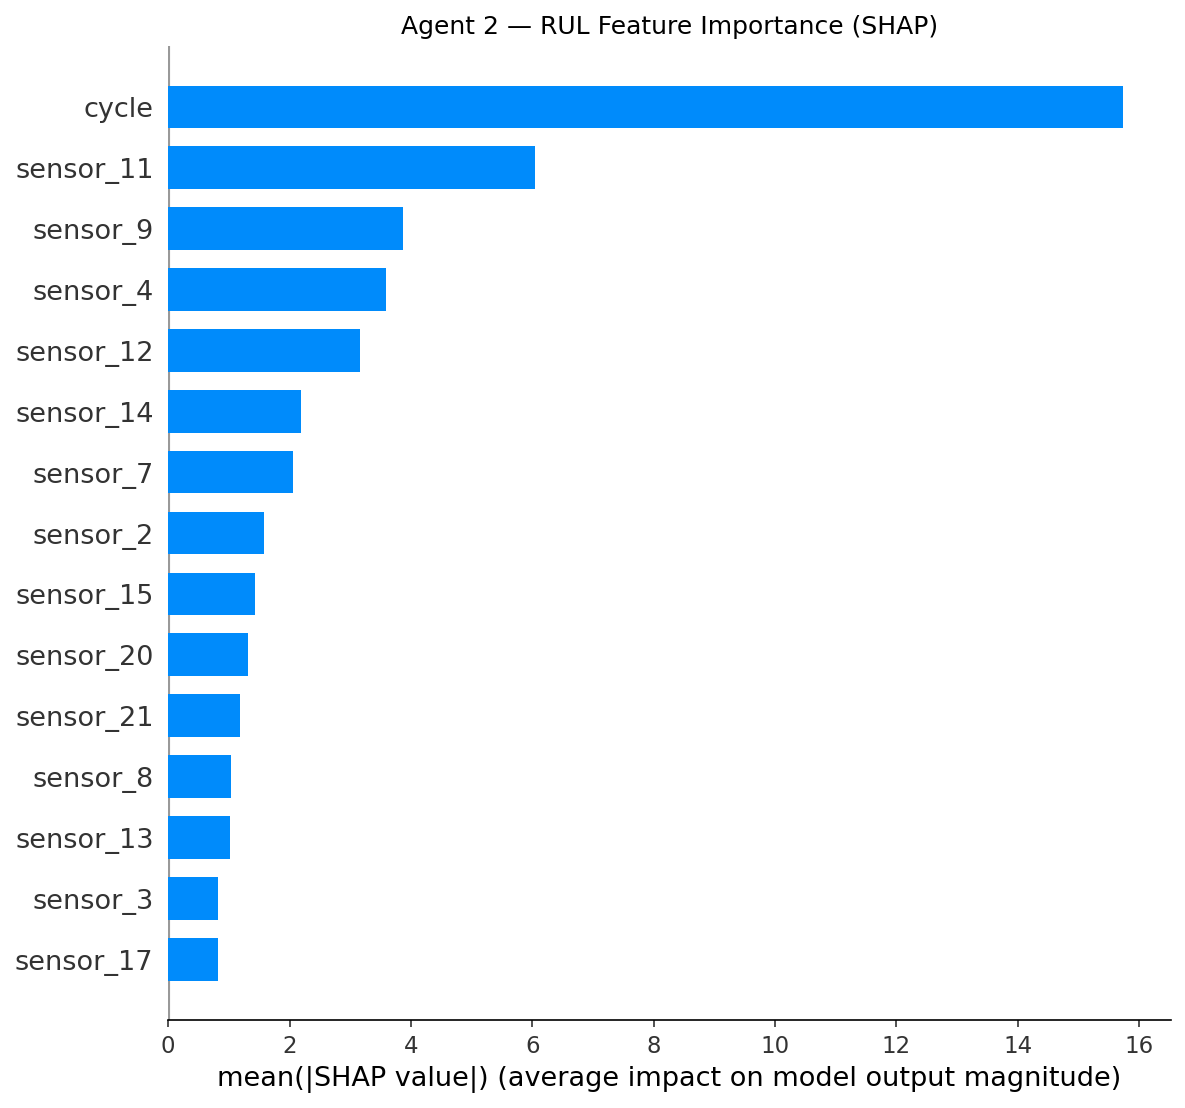 Agent 2 — RUL Feature Importance (SHAP)
cycle
sensor_11
sensor_9
sensor_4
sensor_12
sensor_14
sensor_7
sensor_2
sensor_15
sensor_20
sensor_21
sensor_8
sensor_13
sensor_3
sensor_17
0 2 4 6 8 10 12 14 16
mean(|SHAP value|) (average impact on model output magnitude)